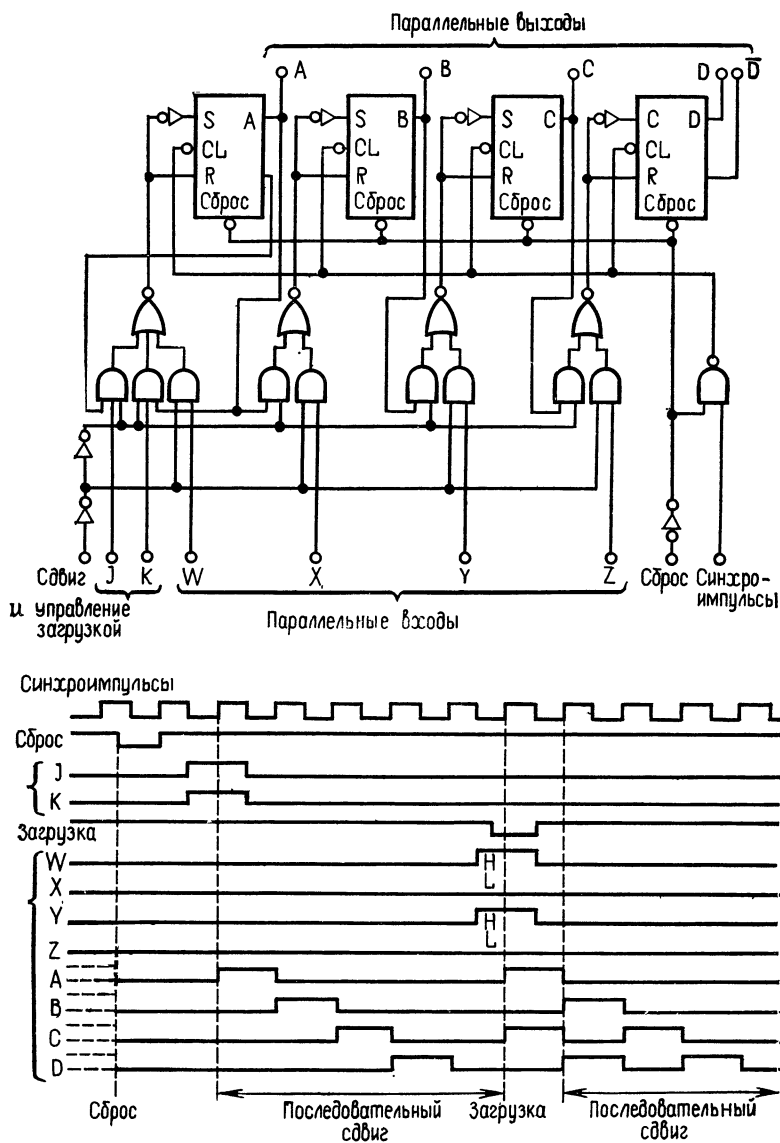 Параллельные выходы
A B C D D̅
S A S B S C C D
CL CL CL CL
R R R R
Сброс Сброс Сброс Сброс
Сдвиг J K W X Y Z Сброс Синхро-
и управление импульсы
загрузкой Параллельные входы
Синхроимпульсы
Сброс
J
K
Загрузка
W H
L
X
Y H
L
Z
A
B
C
D
Сброс Последовательный Загрузка Последовательный
сдвиг сдвиг